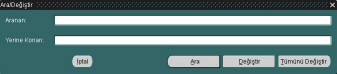 Ara/Değiştir
Aranan:
Yerine Konan:
İptal Ara Değiştir Tümünü Değiştir